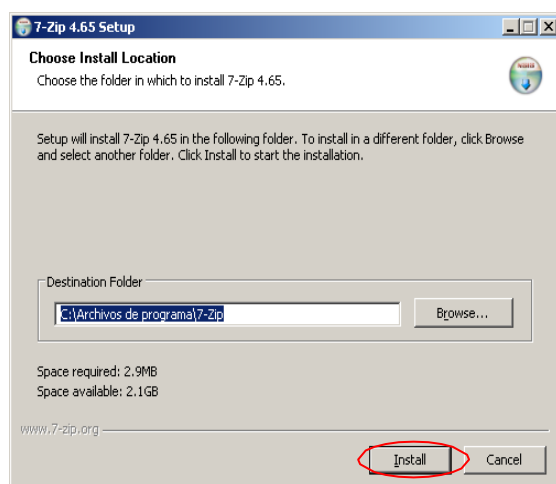 7-Zip 4.65 Setup
Choose Install Location
Choose the folder in which to install 7-Zip 4.65.
Setup will install 7-Zip 4.65 in the following folder. To install in a different folder, click Browse
and select another folder. Click Install to start the installation.
Destination Folder
C:\Archivos de programa\7-Zip
Browse...
Space required: 2.9MB
Space available: 2.1GB
www.7-zip.org
Install
Cancel